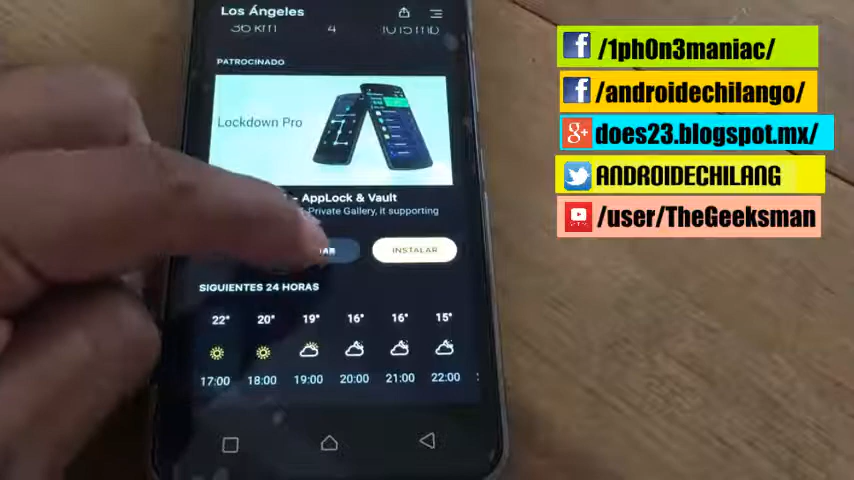 Los Ángeles
36 km 4 1015 mb
PATROCINADO
Lockdown Pro
- AppLock & Vault
Private Gallery, it supporting
INSTALAR
SIGUIENTES 24 HORAS
22° 20° 19° 16° 16° 15°
17:00 18:00 19:00 20:00 21:00 22:00
/1ph0n3maniac/
/androidechilango/
does23.blogspot.mx/
ANDROIDECHILANG
/user/TheGeeksman